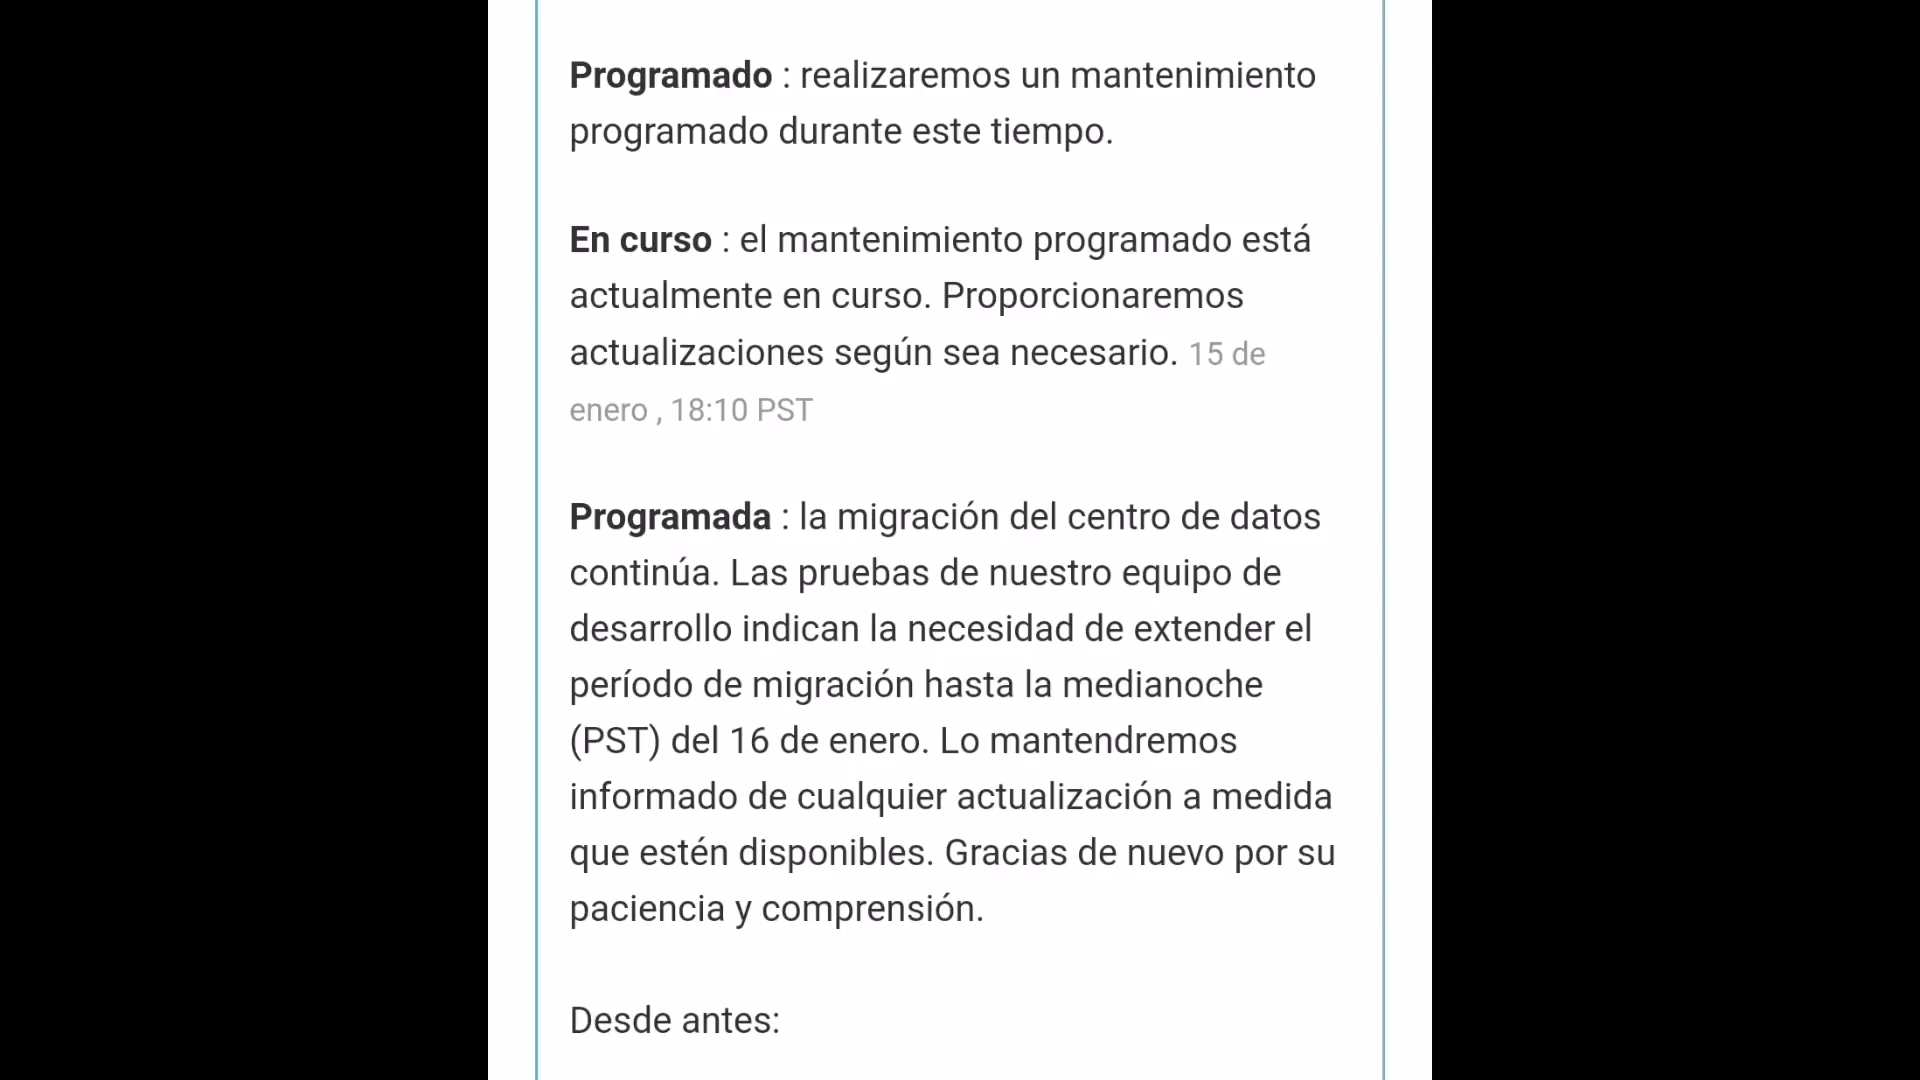 Programado : realizaremos un mantenimiento
programado durante este tiempo.
En curso : el mantenimiento programado está
actualmente en curso. Proporcionaremos
actualizaciones según sea necesario. 15 de
enero , 18:10 PST
Programada : la migración del centro de datos
continúa. Las pruebas de nuestro equipo de
desarrollo indican la necesidad de extender el
período de migración hasta la medianoche
(PST) del 16 de enero. Lo mantendremos
informado de cualquier actualización a medida
que estén disponibles. Gracias de nuevo por su
paciencia y comprensión.
Desde antes: